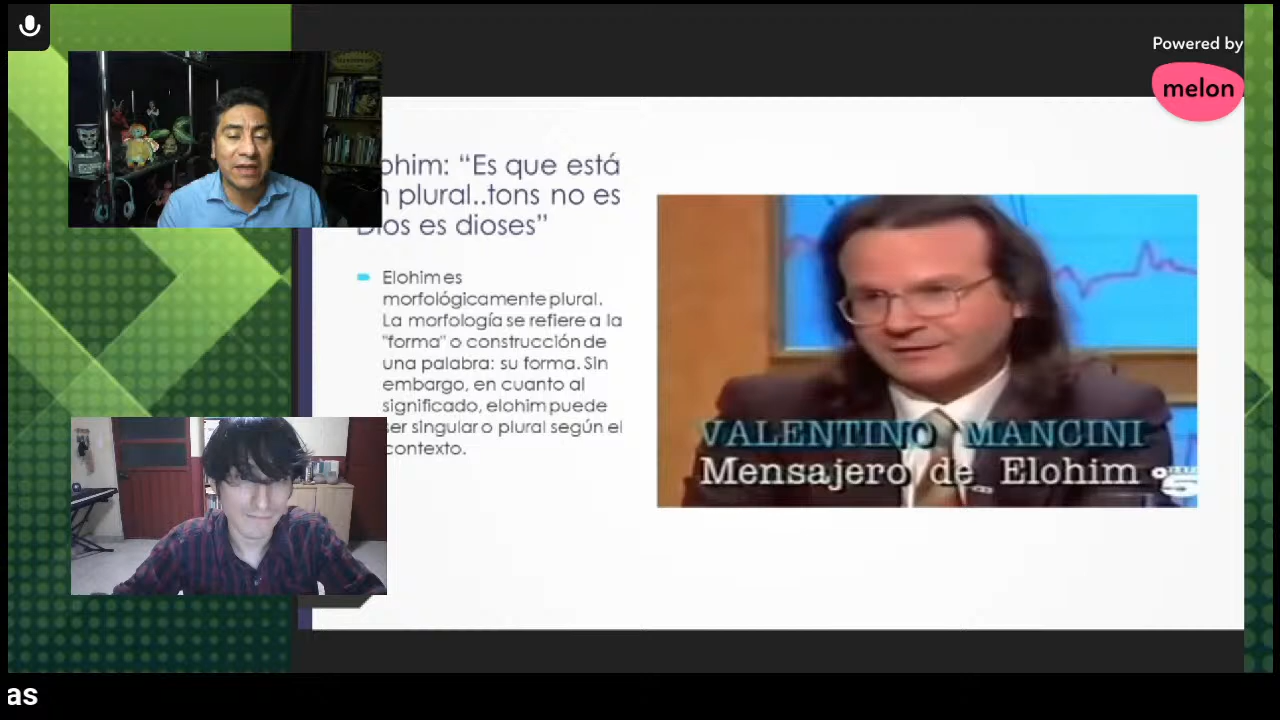 Powered by
melon
ohim: “Es que está
plural..tons no es
Dios es dioses”
Elohim es
morfológicamente plural.
La morfología se refiere a la
"forma" o construcción de
una palabra: su forma. Sin
embargo, en cuanto al
significado, elohim puede
ser singular o plural según el
contexto.
VALENTINO MANCINI
Mensajero de Elohim
5
as